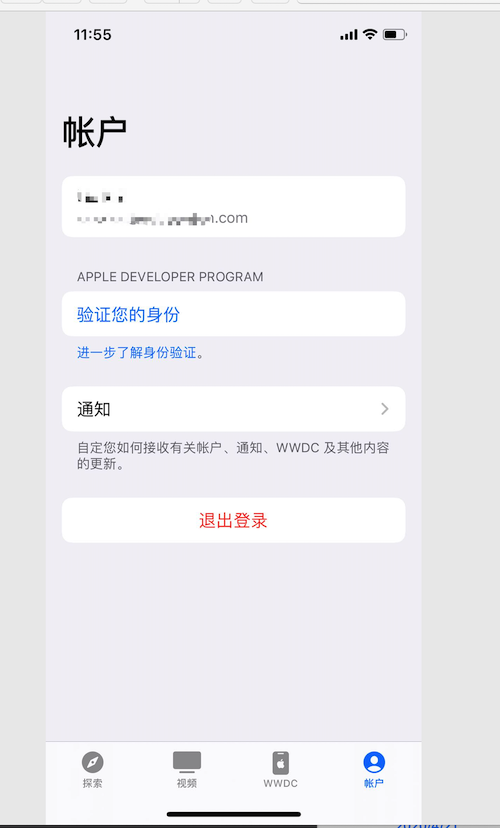 11:55
帐户
.com
APPLE DEVELOPER PROGRAM
验证您的身份
进一步了解身份验证。
通知
自定您如何接收有关帐户、通知、WWDC 及其他内容
的更新。
退出登录
探索
视频
WWDC
帐户